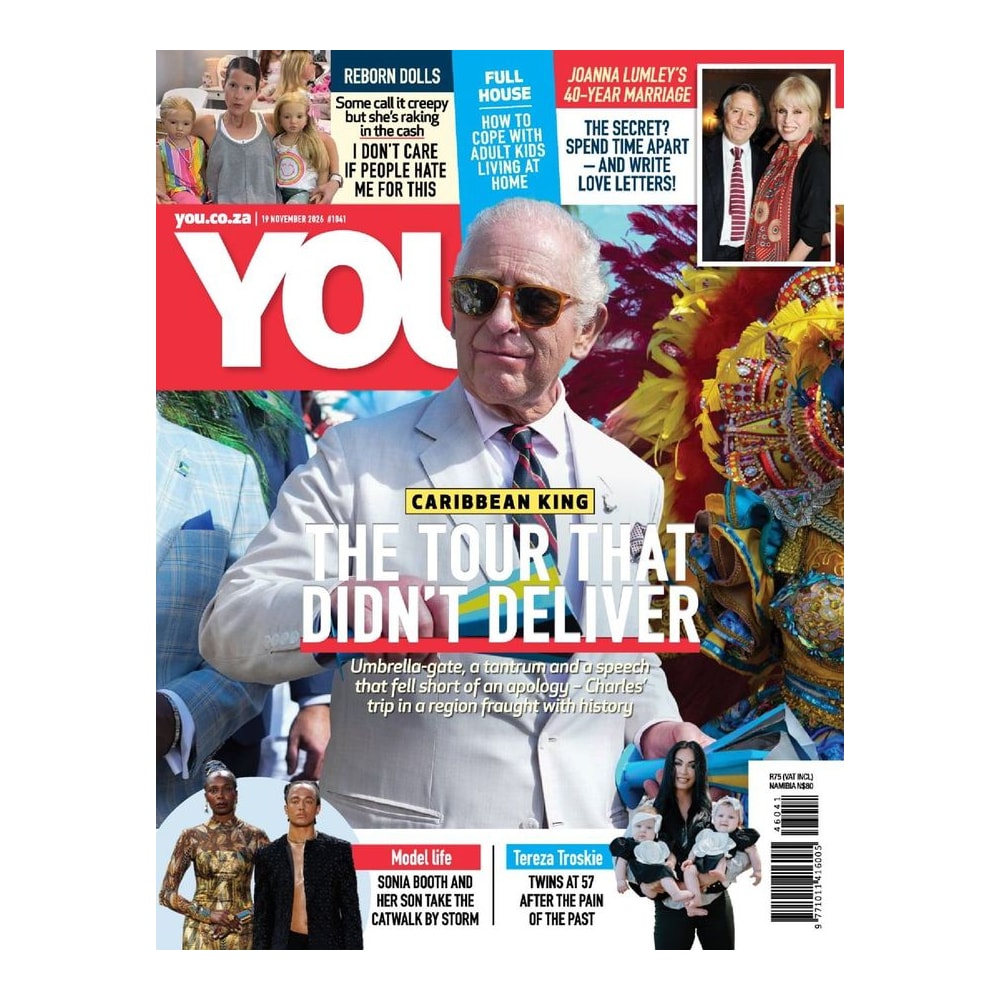 REBORN DOLLS
Some call it creepy
but she's raking
in the cash
I DON'T CARE
IF PEOPLE HATE
ME FOR THIS
FULL
HOUSE
HOW TO
COPE WITH
ADULT KIDS
LIVING AT
HOME
JOANNA LUMLEY'S
40-YEAR MARRIAGE
THE SECRET?
SPEND TIME APART
– AND WRITE
LOVE LETTERS!
you.co.za | 19 NOVEMBER 2026 #1041
YOU
CARIBBEAN KING
THE TOUR THAT
DIDN'T DELIVER
Umbrella-gate, a tantrum and a speech
that fell short of an apology – Charles'
trip in a region fraught with history
Model life
SONIA BOOTH AND
HER SON TAKE THE
CATWALK BY STORM
Tereza Troskie
TWINS AT 57
AFTER THE PAIN
OF THE PAST
R75 (VAT INCL)
NAMIBIA N$80
46041
9 771011 416005